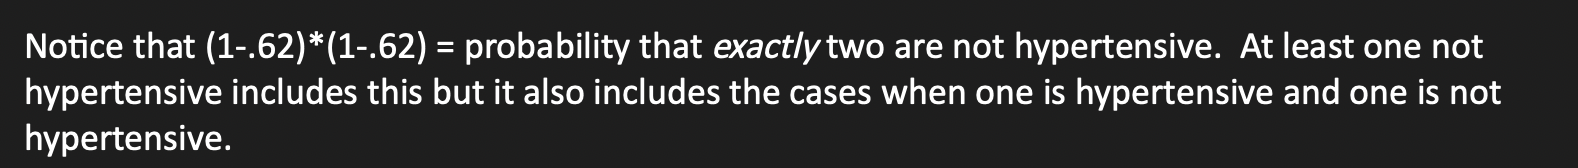 Notice that (1-.62)*(1-.62) = probability that exactly two are not hypertensive.  At least one not
hypertensive includes this but it also includes the cases when one is hypertensive and one is not
hypertensive.